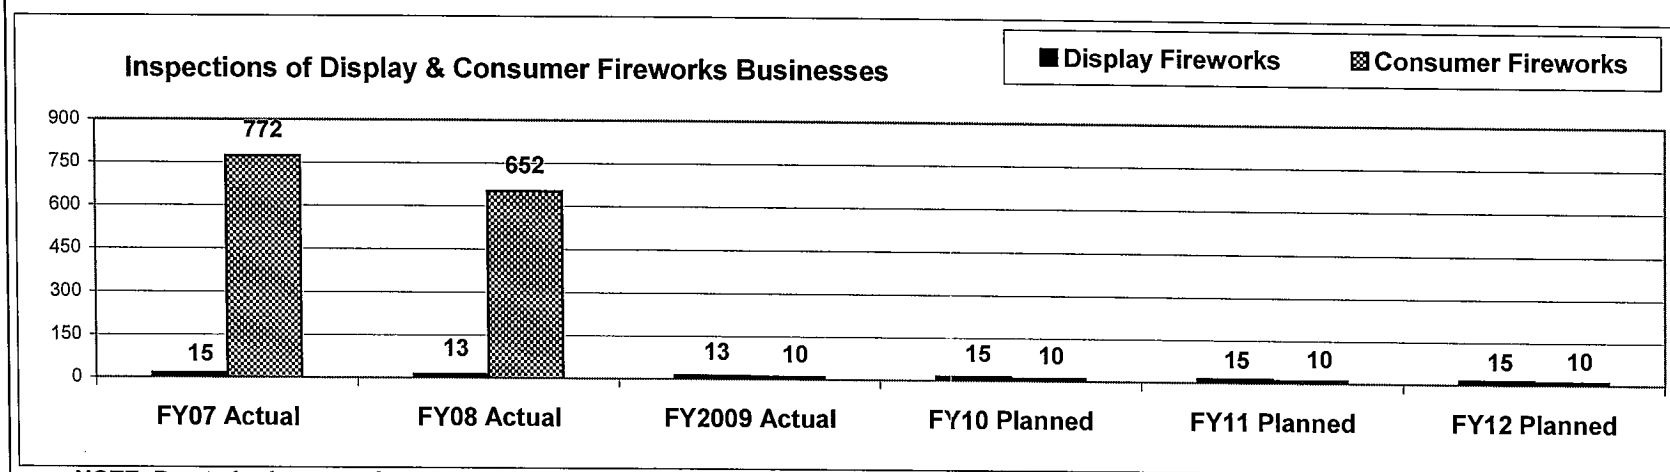 Inspections of Display & Consumer Fireworks Businesses
Display Fireworks Consumer Fireworks
900
750
600
450
300
150
0
772
652
15 13 13 10 15 10 15 10 15 10
FY07 Actual FY08 Actual FY2009 Actual FY10 Planned FY11 Planned FY12 Planned